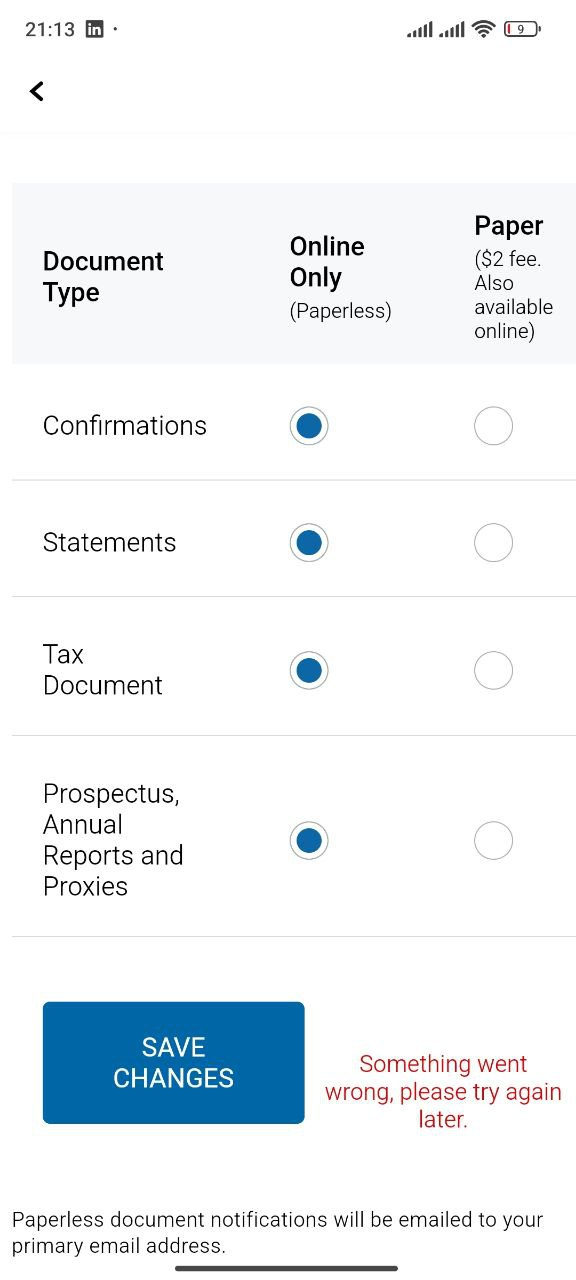 21:13 in
9
Document
Type
Online
Only
(Paperless)
Paper
($2 fee.
Also
available
online)
Confirmations
Statements
Tax
Document
Prospectus,
Annual
Reports and
Proxies
SAVE
CHANGES
Something went
wrong, please try again
later.
Paperless document notifications will be emailed to your
primary email address.